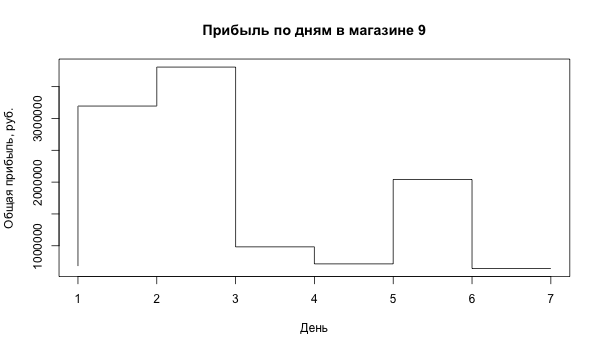 Прибыль по дням в магазине 9
Общая прибыль, руб.
3000000
2000000
1000000
1 2 3 4 5 6 7
День